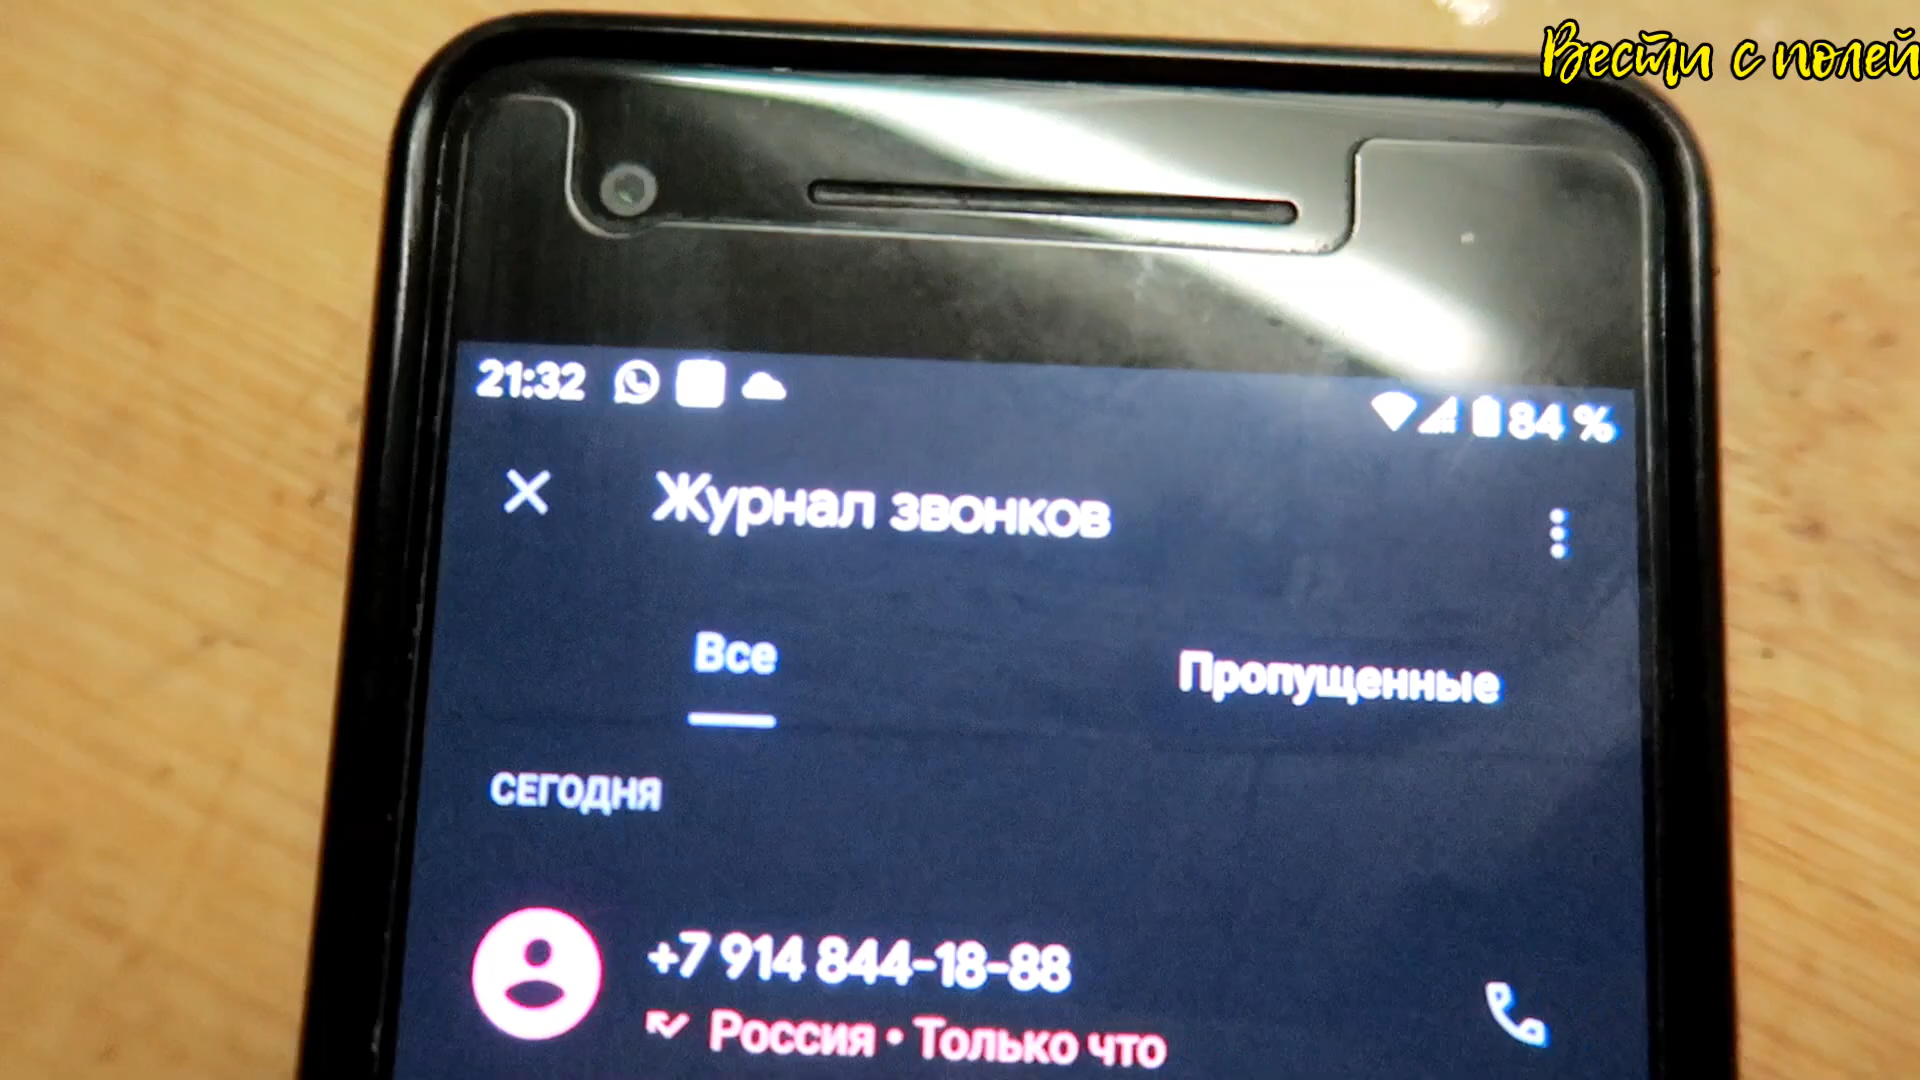 Вести с полей
21:32 84 %
Журнал звонков
Все Пропущенные
СЕГОДНЯ
+7 914 844-18-88
Россия • Только что